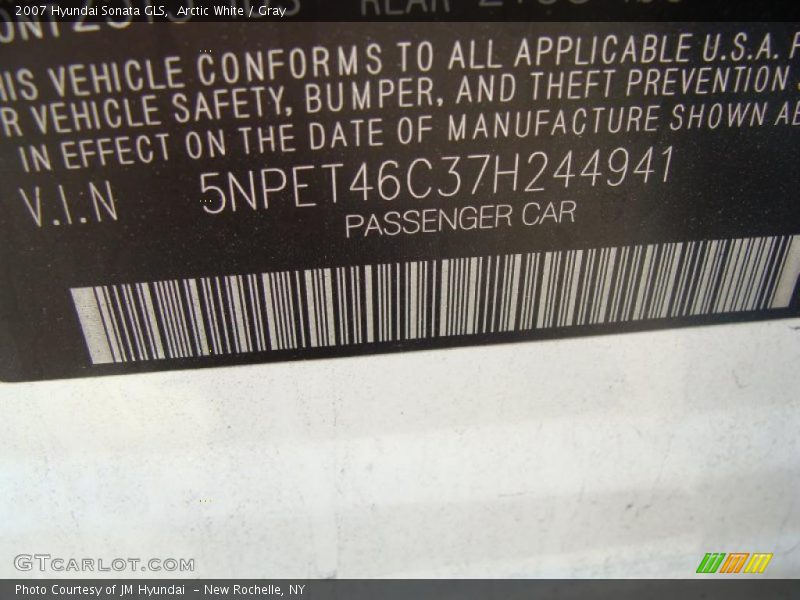 2007 Hyundai Sonata GLS,  Arctic White / Gray
REAR
HIS VEHICLE CONFORMS TO ALL APPLICABLE U.S.A. F
R VEHICLE SAFETY, BUMPER, AND THEFT PREVENTION
IN EFFECT ON THE DATE OF MANUFACTURE SHOWN AB
V.I.N 5NPET46C37H244941
PASSENGER CAR
GTCARLOT.COM
Photo Courtesy of JM Hyundai  - New Rochelle, NY